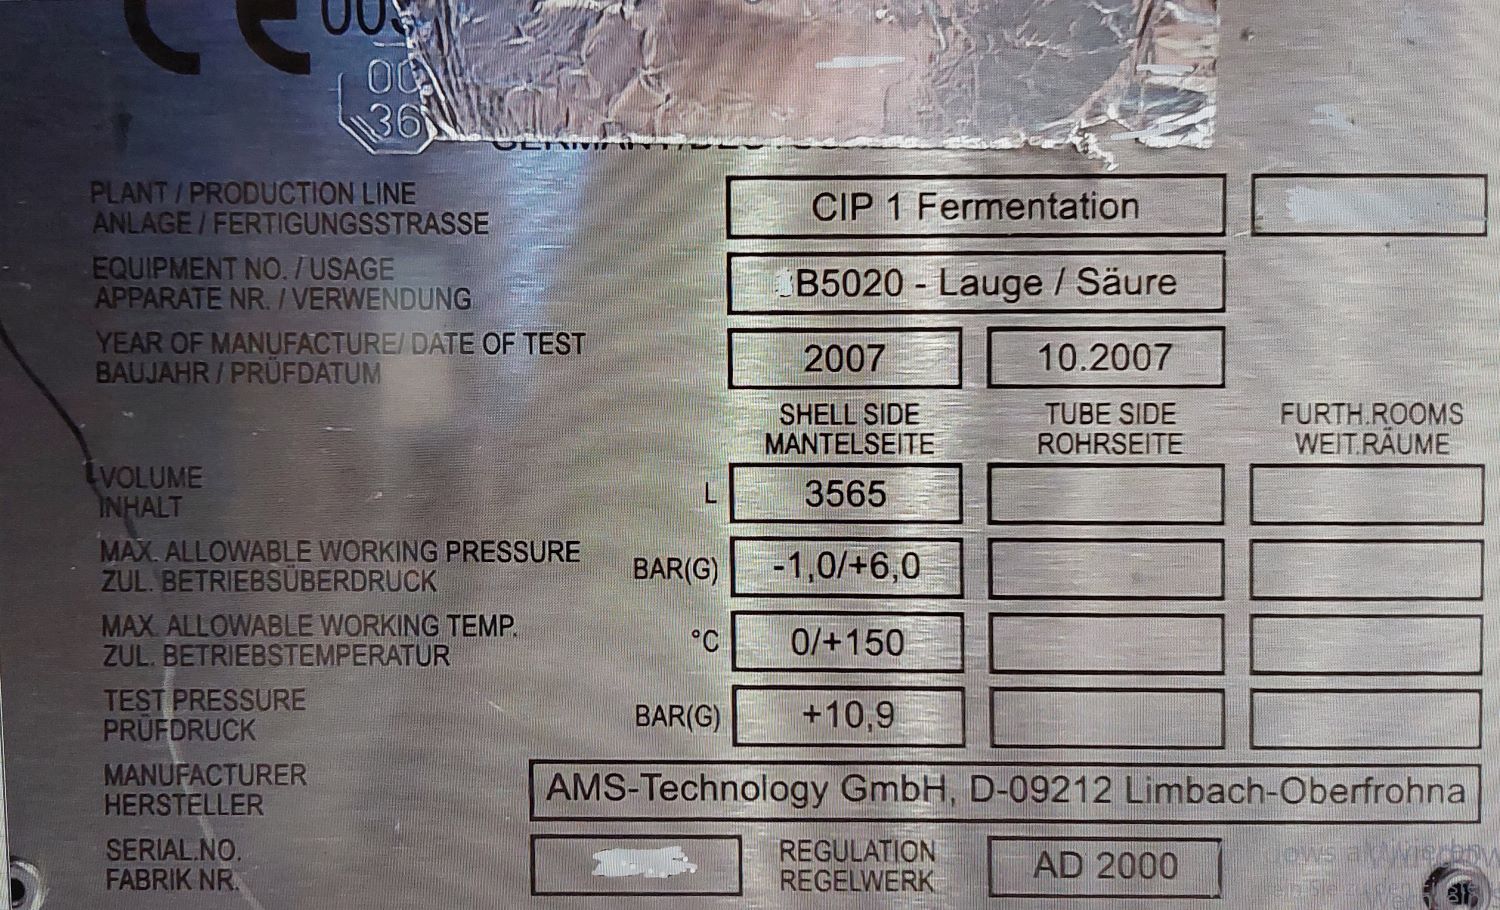 CE
00
36
PLANT / PRODUCTION LINE
ANLAGE / FERTIGUNGSSTRASSE
CIP 1 Fermentation
EQUIPMENT NO. / USAGE
APPARATE NR. / VERWENDUNG
B5020 - Lauge / Säure
YEAR OF MANUFACTURE/ DATE OF TEST
BAUJAHR / PRÜFDATUM
2007 10.2007
SHELL SIDE TUBE SIDE FURTH.ROOMS
MANTELSEITE ROHRSEITE WEIT.RÄUME
VOLUME
INHALT
L 3565
MAX. ALLOWABLE WORKING PRESSURE
ZUL. BETRIEBSÜBERDRUCK
BAR(G) -1,0/+6,0
MAX. ALLOWABLE WORKING TEMP.
ZUL. BETRIEBSTEMPERATUR
°C 0/+150
TEST PRESSURE
PRÜFDRUCK
BAR(G) +10,9
MANUFACTURER
HERSTELLER
AMS-Technology GmbH, D-09212 Limbach-Oberfrohna
SERIAL.NO.
FABRIK NR.
REGULATION
REGELWERK
AD 2000